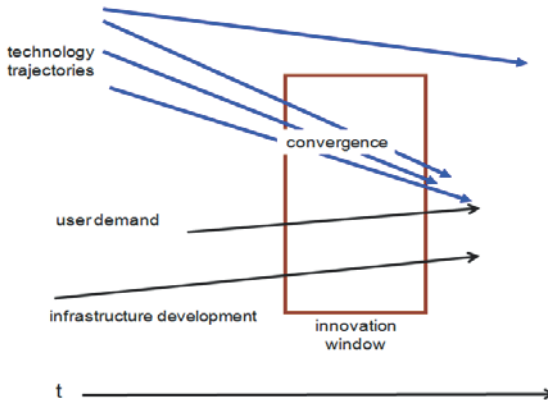 technology
trajectories
convergence
user demand
infrastructure development
innovation
window
t